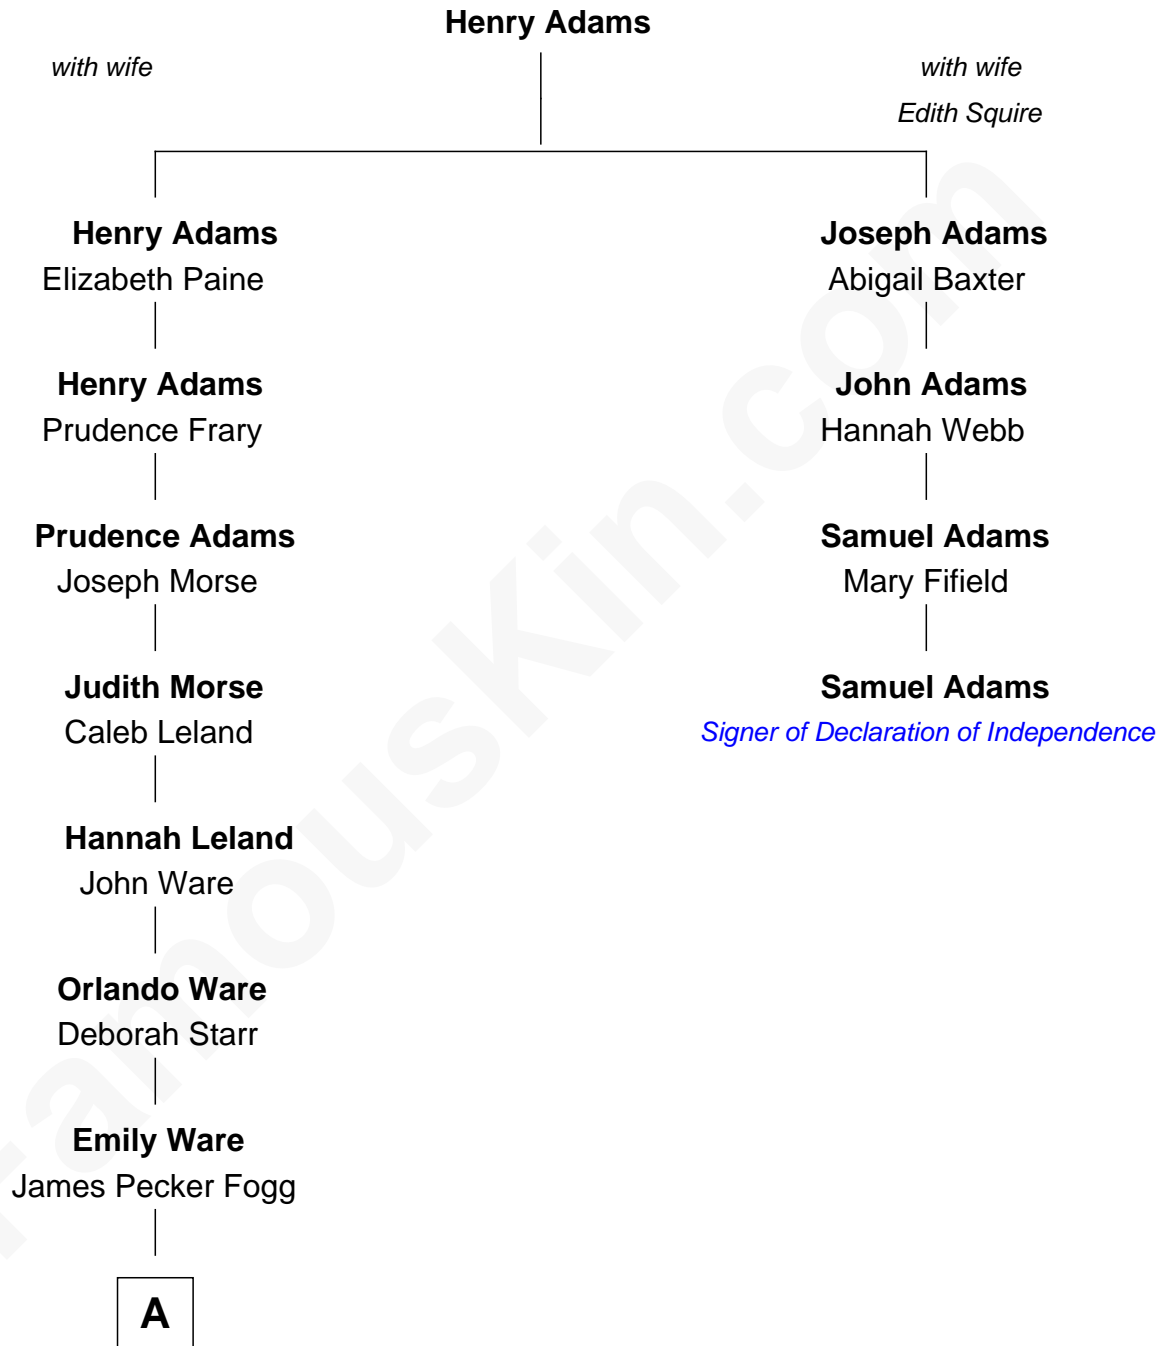 Henry Adams
with wife
with wife
Edith Squire
Henry Adams
Elizabeth Paine
Joseph Adams
Abigail Baxter
Henry Adams
Prudence Frary
John Adams
Hannah Webb
Prudence Adams
Joseph Morse
Samuel Adams
Mary Fifield
Judith Morse
Caleb Leland
Samuel Adams
Signer of Declaration of Independence
Hannah Leland
John Ware
Orlando Ware
Deborah Starr
Emily Ware
James Pecker Fogg
A
FamousKin.com